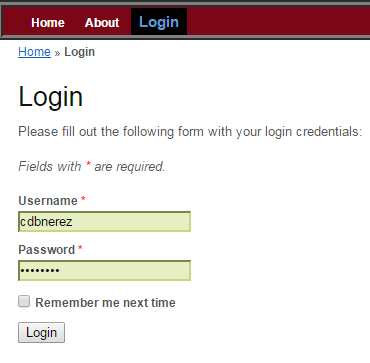 Home About Login
Home » Login
Login
Please fill out the following form with your login credentials:
Fields with * are required.
Username *
cdbnerez
Password *
••••••••
Remember me next time
Login